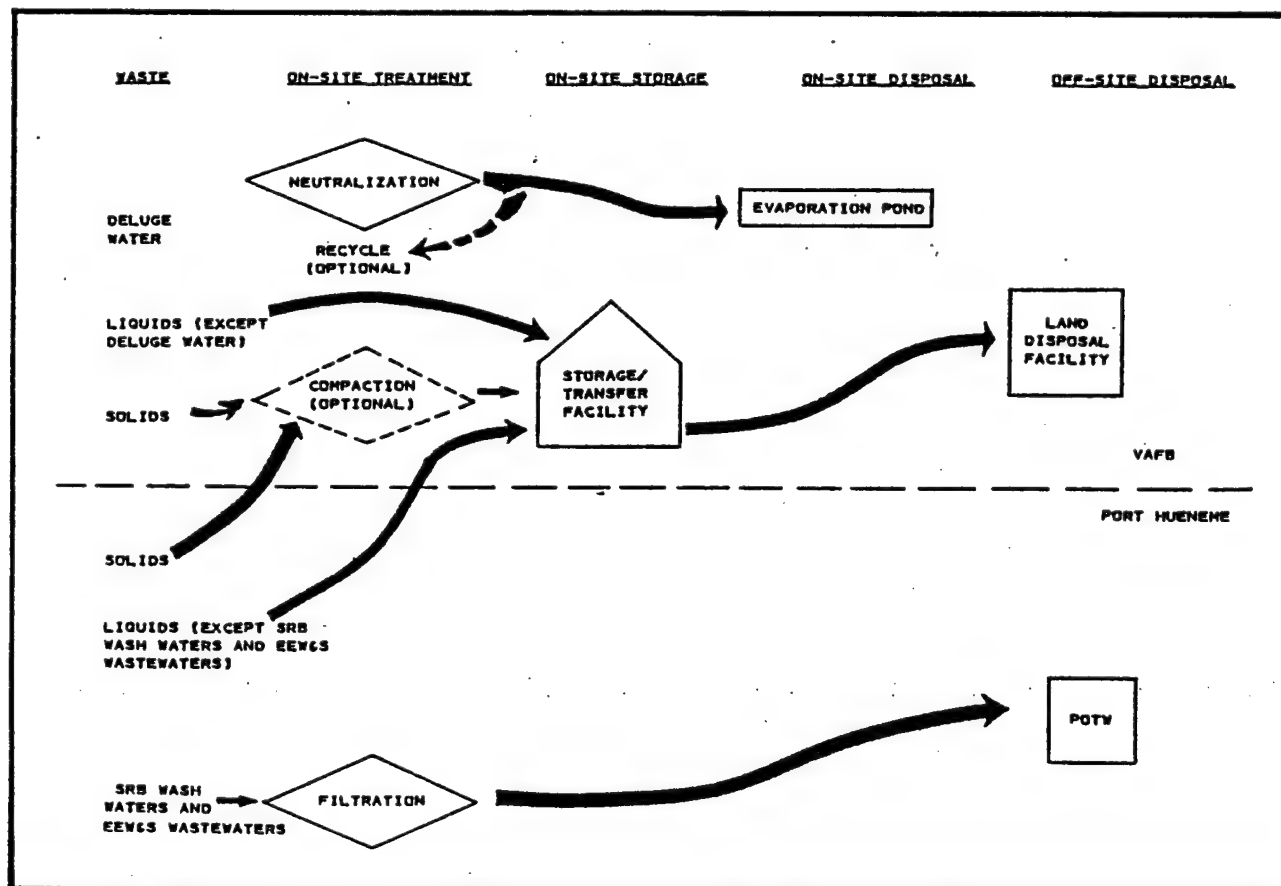 WASTE ON-SITE TREATMENT ON-SITE STORAGE ON-SITE DISPOSAL OFF-SITE DISPOSAL
NEUTRALIZATION
EVAPORATION POND
DELUGE
WATER
RECYCLE
(OPTIONAL)
LIQUIDS (EXCEPT
DELUGE WATER)
LAND
DISPOSAL
FACILITY
COMPACTION
(OPTIONAL)
STORAGE/
TRANSFER
FACILITY
SOLIDS
VAFB
PORT HUENEME
SOLIDS
LIQUIDS (EXCEPT SRB
WASH WATERS AND EEW&S
WASTEWATERS)
POTW
SRB WASH
WATERS AND
EEW&S WASTEWATERS
FILTRATION